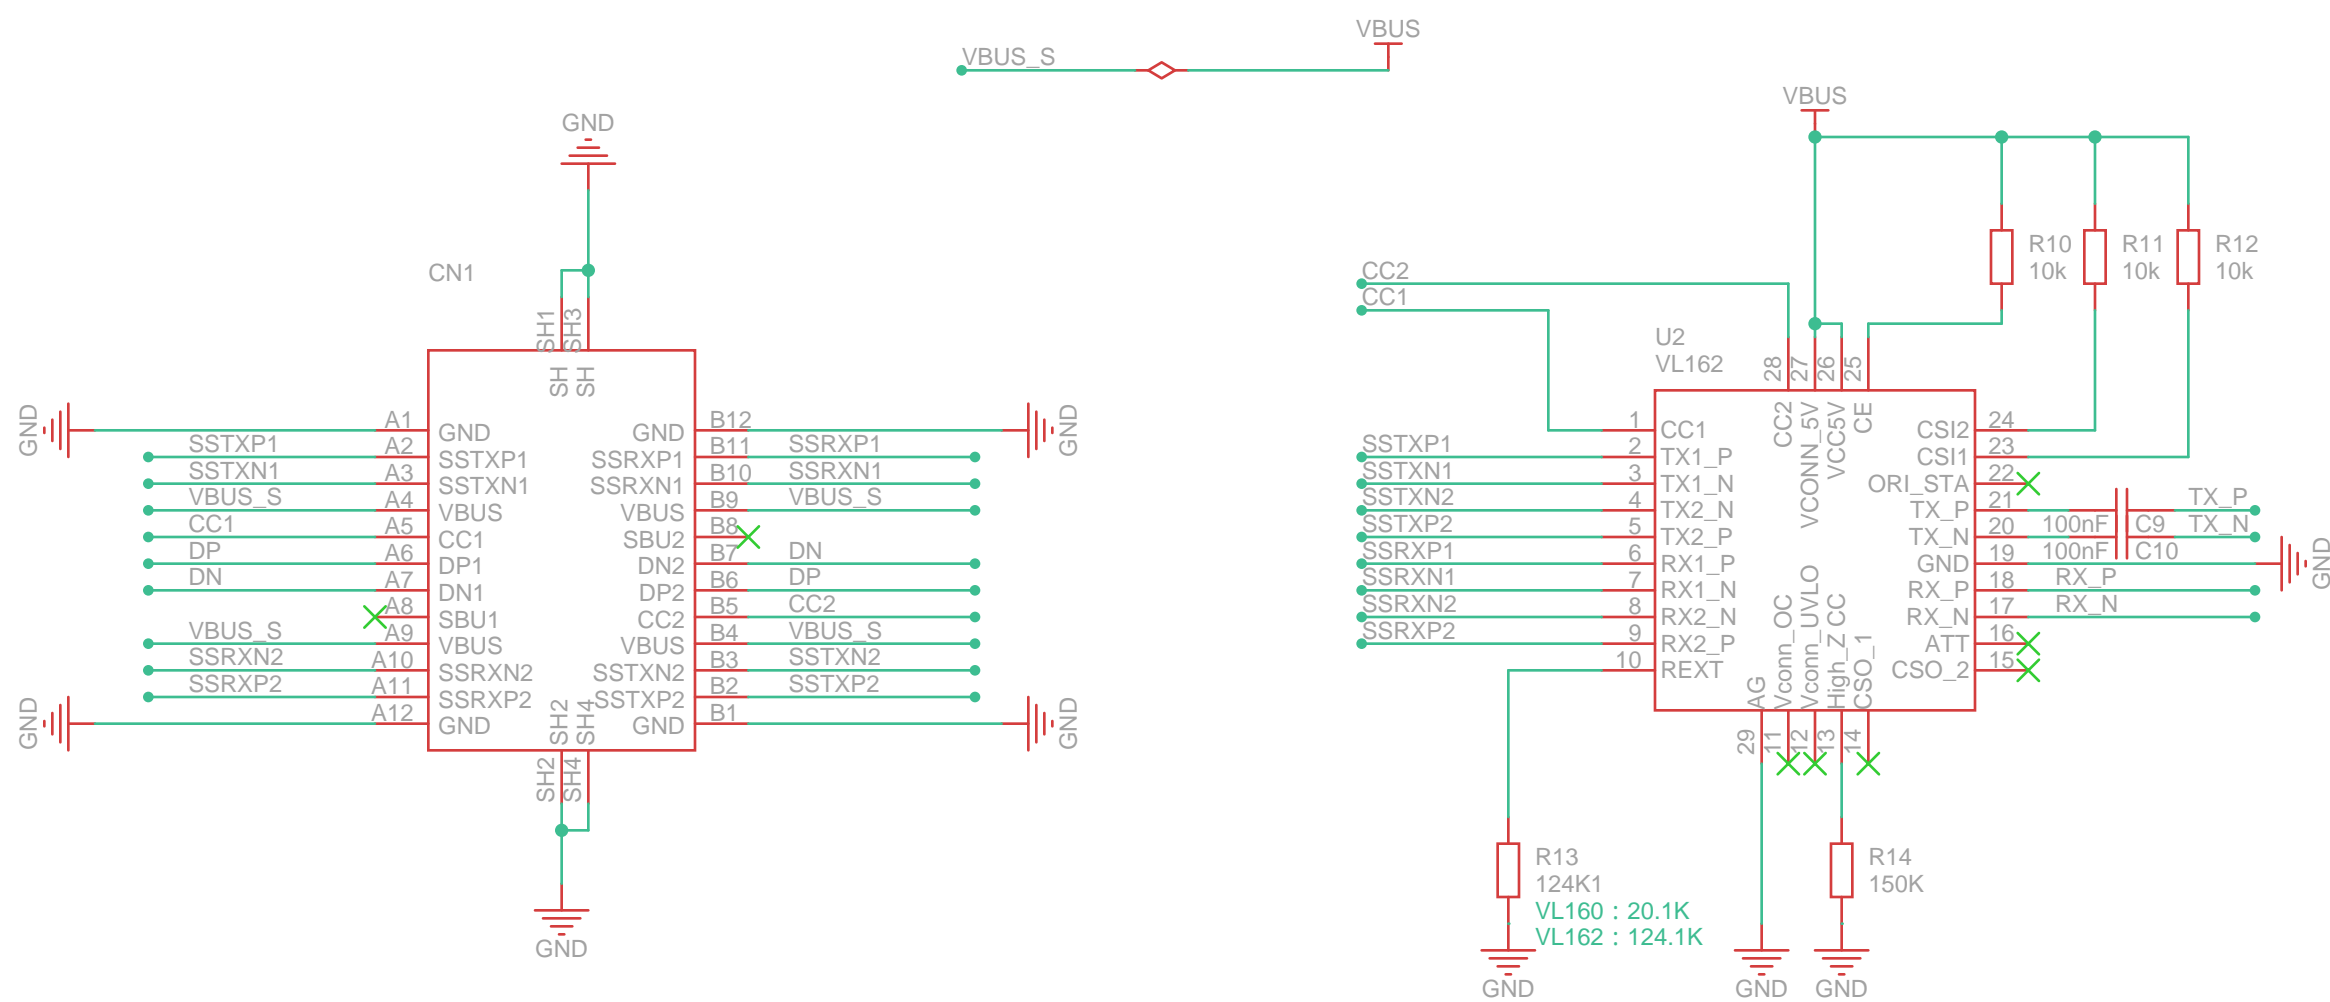 VBUS
VBUS_S
VBUS
GND
CN1
SH1
SH3
SH
SH
GND
A1
GND
SSTXP1
A2
SSTXP1
SSTXN1
A3
SSTXN1
VBUS_S
A4
VBUS
CC1
A5
CC1
DP
A6
DP1
DN
A7
DN1
A8
SBU1
VBUS_S
A9
VBUS
SSRXN2
A10
SSRXN2
SSRXP2
A11
SSRXP2
GND
A12
GND
GND
B12
GND
SSRXP1
B11
SSRXP1
SSRXN1
B10
SSRXN1
VBUS
B9
VBUS_S
SBU2
B8
DN2
B7
DN
DP2
B6
DP
CC2
B5
CC2
VBUS
B4
VBUS_S
SSTXN2
B3
SSTXN2
SSTXP2
B2
SSTXP2
GND
B1
GND
SH2
SH4
SH2
SH4
GND
R10
10k
R11
10k
R12
10k
CC2
CC1
U2
VL162
28
27
26
25
CC2
VCONN_5V
VCC5V
CE
1
CC1
SSTXP1
2
TX1_P
SSTXN1
3
TX1_N
SSTXN2
4
TX2_N
SSTXP2
5
TX2_P
SSRXP1
6
RX1_P
SSRXN1
7
RX1_N
SSRXN2
8
RX2_N
SSRXP2
9
RX2_P
10
REXT
CSI2
24
CSI1
23
ORI_STA
22
TX_P
21
TX_P
100nF
C9
TX_N
20
TX_N
100nF
C10
GND
19
GND
RX_P
18
RX_P
RX_N
17
RX_N
ATT
16
CSO_2
15
AG
Vconn_OC
Vconn_UVLO
High_Z CC
CSO_1
29
11
12
13
14
R13
124K1
VL160 : 20.1K
VL162 : 124.1K
R14
150K
GND
GND
GND